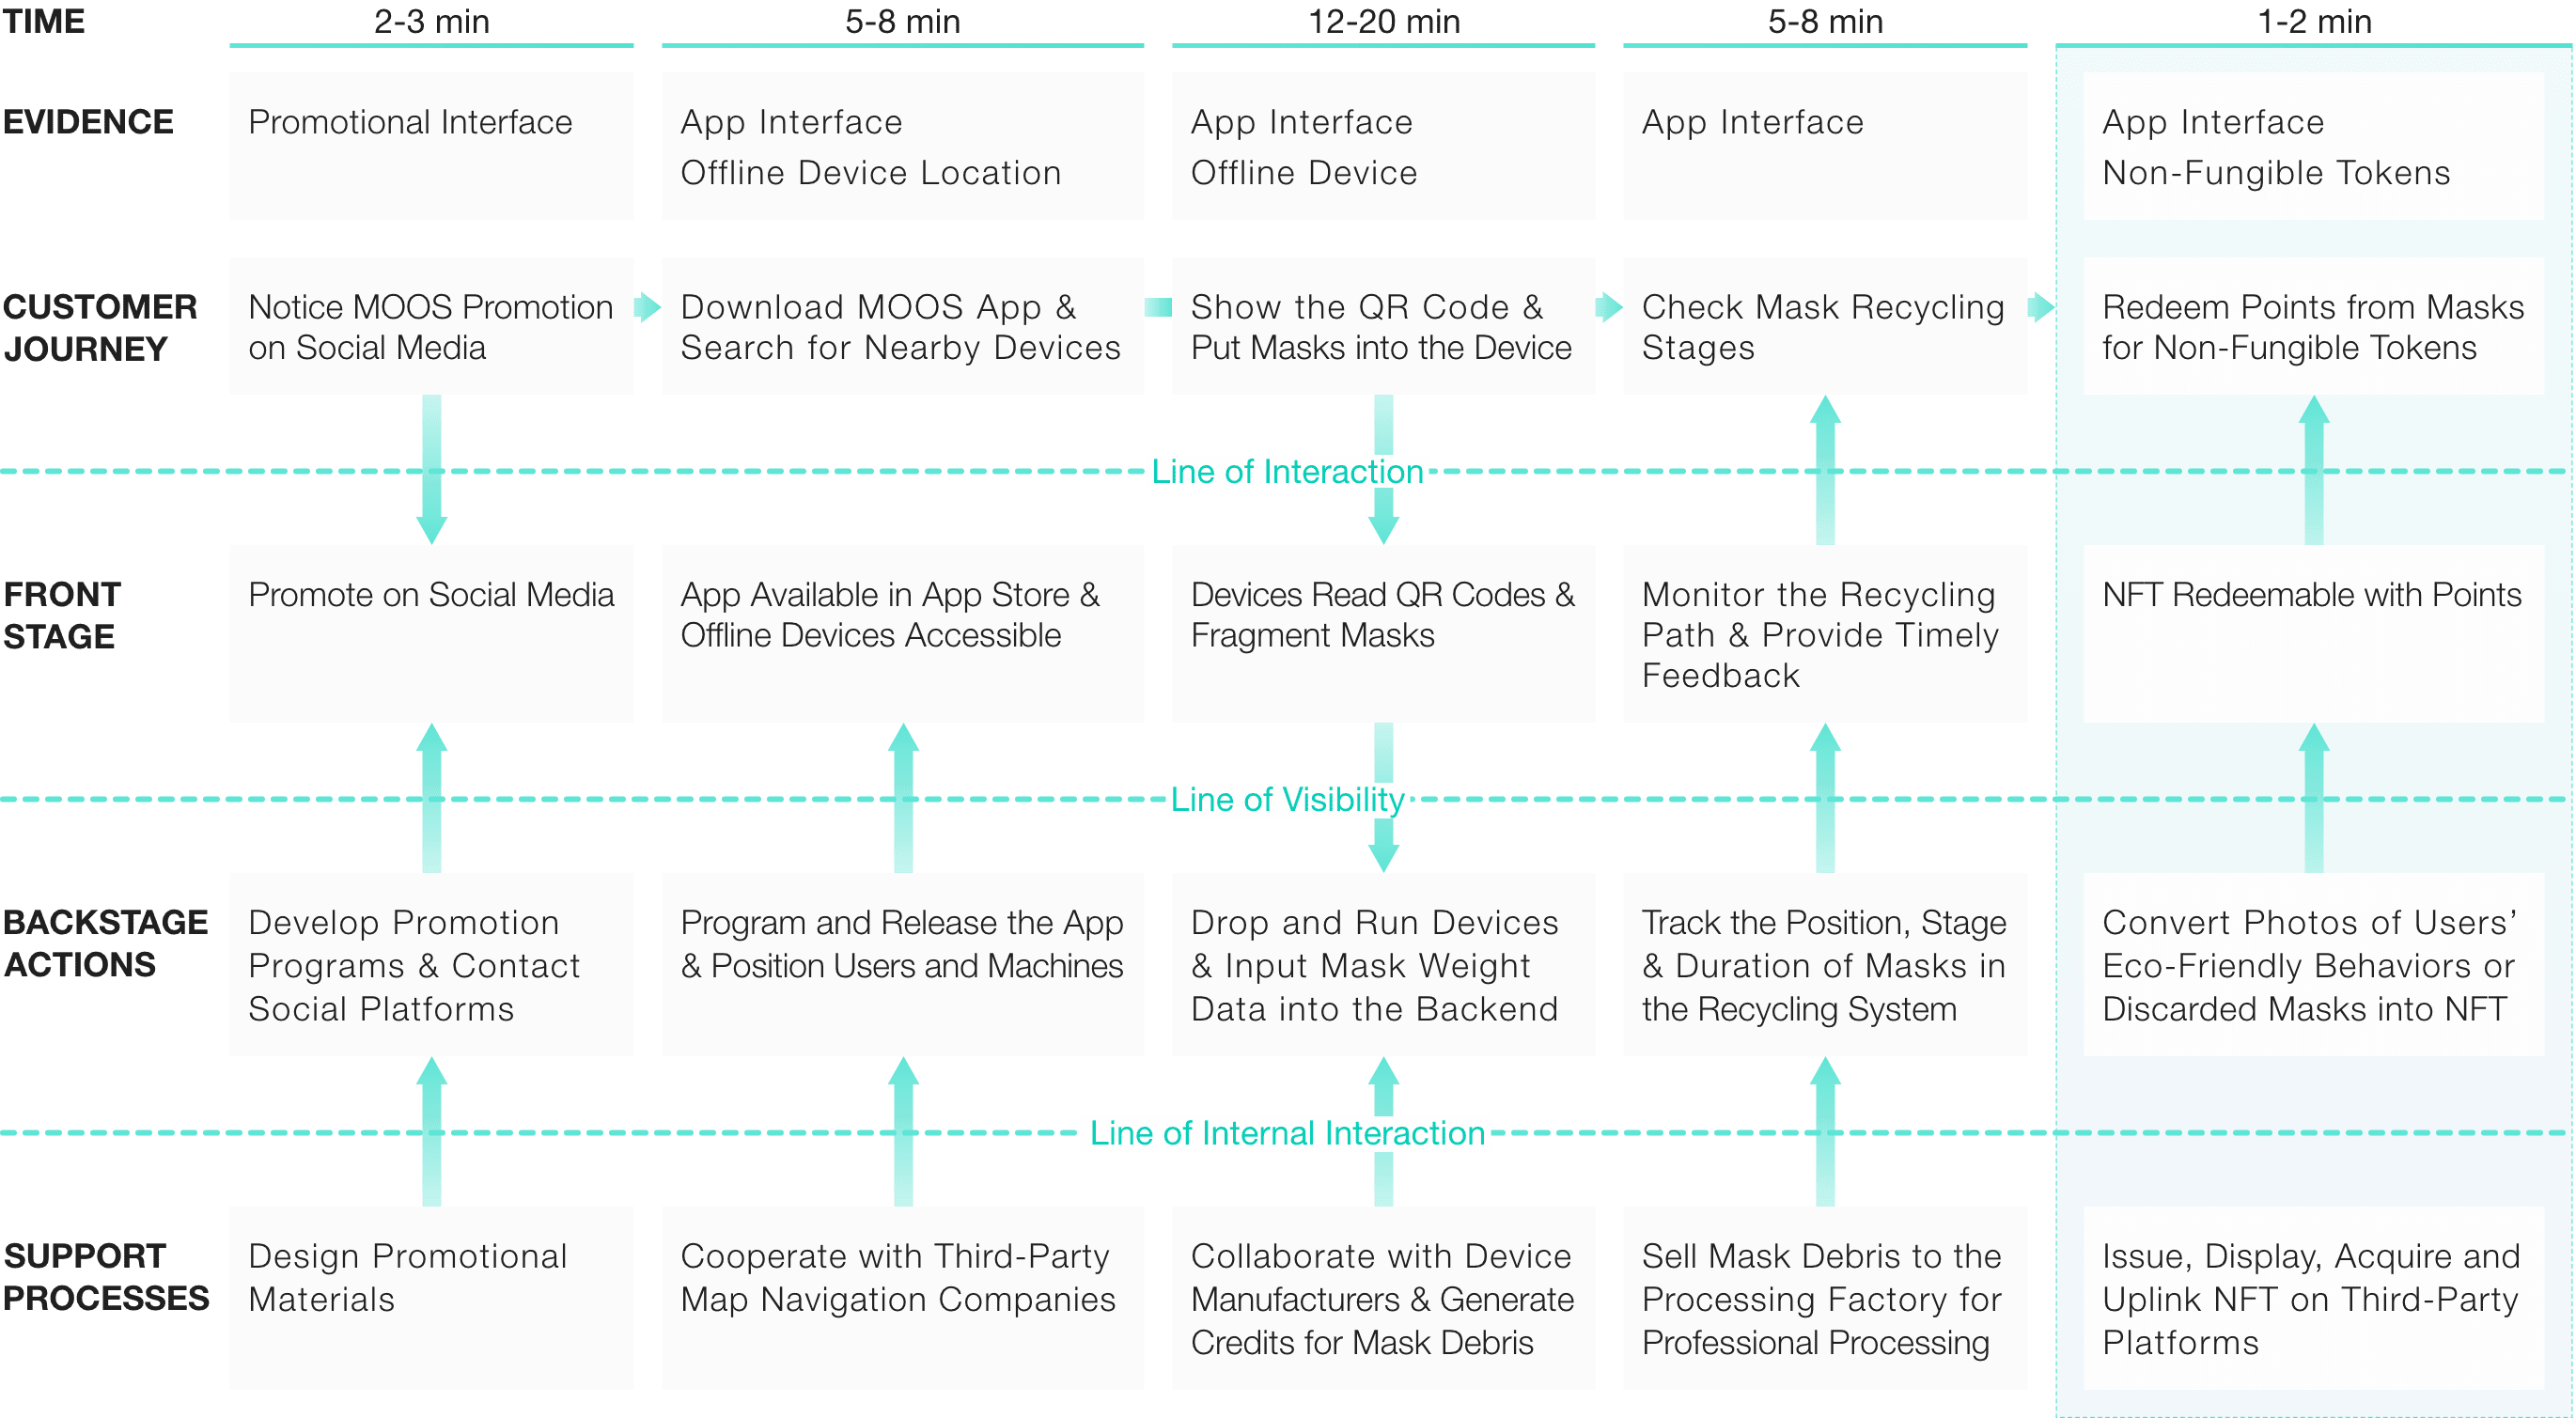 TIME
2-3 min
5-8 min
12-20 min
5-8 min
1-2 min
EVIDENCE
Promotional Interface
App Interface
Offline Device Location
App Interface
Offline Device
App Interface
App Interface
Non-Fungible Tokens
CUSTOMER
JOURNEY
Notice MOOS Promotion
on Social Media
Download MOOS App &
Search for Nearby Devices
Show the QR Code &
Put Masks into the Device
Check Mask Recycling
Stages
Redeem Points from Masks
for Non-Fungible Tokens
Line of Interaction
FRONT
STAGE
Promote on Social Media
App Available in App Store &
Offline Devices Accessible
Devices Read QR Codes &
Fragment Masks
Monitor the Recycling
Path & Provide Timely
Feedback
NFT Redeemable with Points
Line of Visibility
BACKSTAGE
ACTIONS
Develop Promotion
Programs & Contact
Social Platforms
Program and Release the App
& Position Users and Machines
Drop and Run Devices
& Input Mask Weight
Data into the Backend
Track the Position, Stage
& Duration of Masks in
the Recycling System
Convert Photos of Users’
Eco-Friendly Behaviors or
Discarded Masks into NFT
Line of Internal Interaction
SUPPORT
PROCESSES
Design Promotional
Materials
Cooperate with Third-Party
Map Navigation Companies
Collaborate with Device
Manufacturers & Generate
Credits for Mask Debris
Sell Mask Debris to the
Processing Factory for
Professional Processing
Issue, Display, Acquire and
Uplink NFT on Third-Party
Platforms